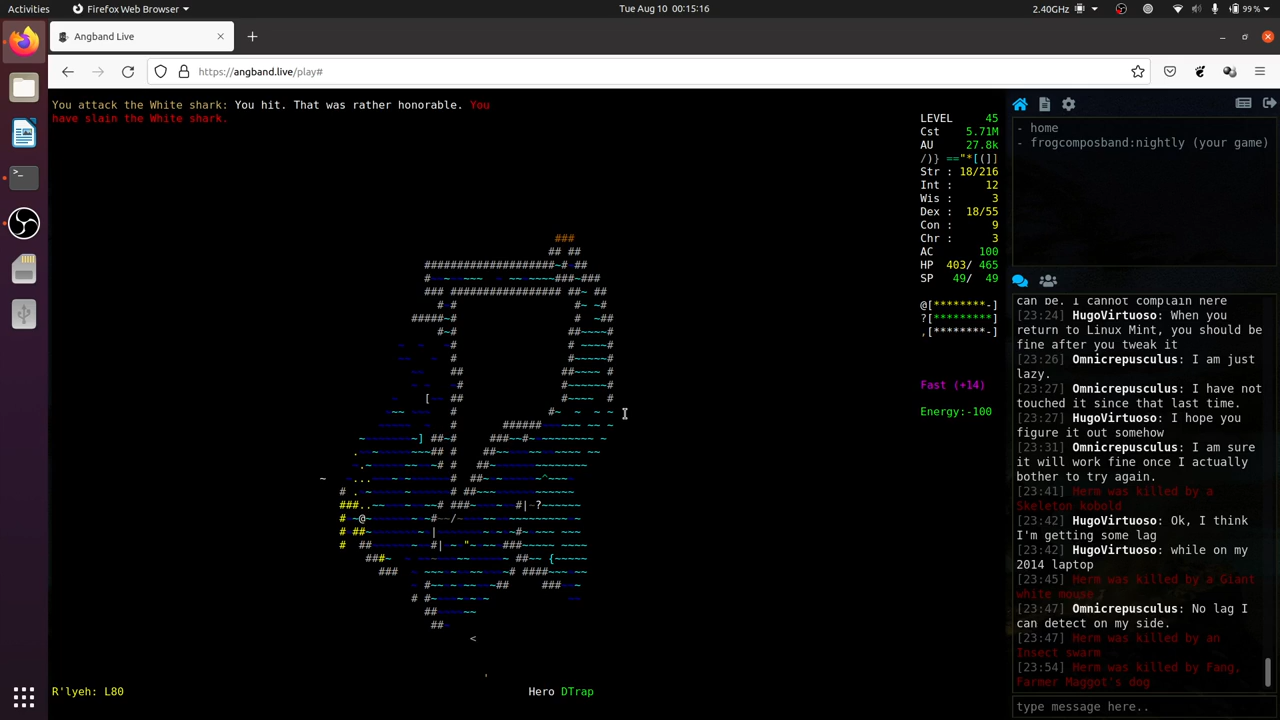 Activities
Firefox Web Browser
Tue Aug 10 00:15:16
2.40GHz
99%
Angband Live
https://angband.live/play#
You attack the White shark: You hit. That was rather honorable. You
have slain the White shark.
LEVEL 45
Cst 5.71M
AU 27.8k
/)} =="*[(]]
Str : 18/216
Int : 12
Wis : 3
Dex : 18/55
Con : 9
Chr : 3
AC 100
HP 403/ 465
SP 49/ 49
@[********-]
?[*********]
,[********-]
Fast (+14)
Energy:-100
R'lyeh: L80
Hero DTrap
- home
- frogcomposband:nightly (your game)
can be. I cannot complain here
[23:24] HugoVirtuoso: When you
return to Linux Mint, you should be
fine after you tweak it
[23:26] Omnicrepusculus: I am just
lazy.
[23:27] Omnicrepusculus: I have not
touched it since that last time.
[23:27] HugoVirtuoso: I hope you
figure it out somehow
[23:31] Omnicrepusculus: I am sure
it will work fine once I actually
bother to try again.
[23:41] Herm was killed by a
Skeleton kobold
[23:42] HugoVirtuoso: Ok, I think
I'm getting some lag
[23:42] HugoVirtuoso: while on my
2014 laptop
[23:45] Herm was killed by a Giant
white mouse
[23:47] Omnicrepusculus: No lag I
can detect on my side.
[23:47] Herm was killed by an
Insect swarm
[23:54] Herm was killed by Fang,
Farmer Maggot's dog
type message here..